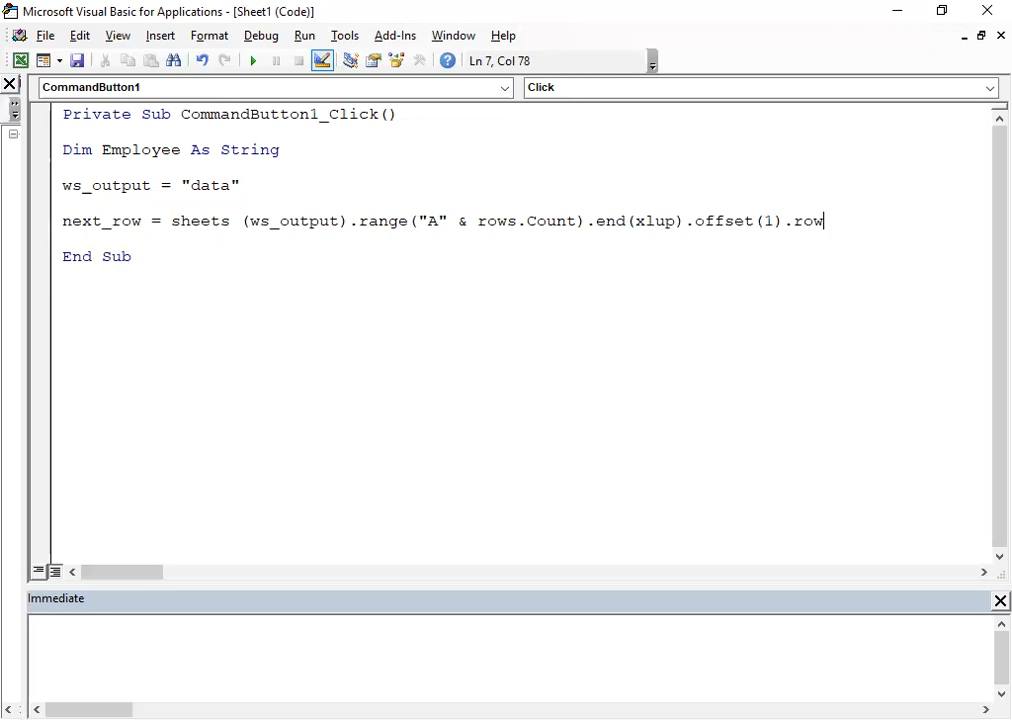 Microsoft Visual Basic for Applications - [Sheet1 (Code)]
File Edit View Insert Format Debug Run Tools Add-Ins Window Help
Ln 7, Col 78
CommandButton1 Click
Private Sub CommandButton1_Click()
Dim Employee As String
ws_output = "data"
next_row = sheets (ws_output).range("A" & rows.Count).end(xlup).offset(1).row
End Sub
Immediate